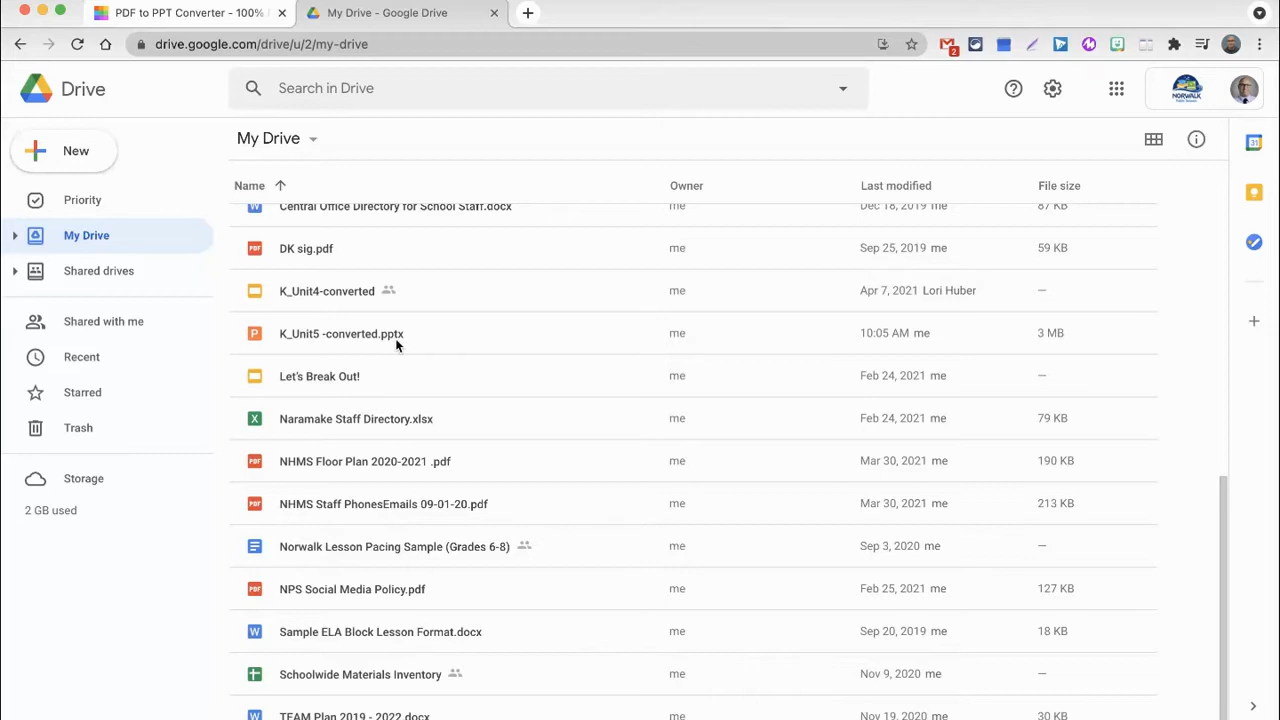 PDF to PPT Converter - 100%
My Drive - Google Drive
drive.google.com/drive/u/2/my-drive
2
Drive
Search in Drive
NORWALK
New
My Drive
31
Name
Owner
Last modified
File size
Priority
My Drive
Shared drives
Shared with me
Recent
Starred
Trash
Storage
2 GB used
Central Office Directory for School Staff.docx me Dec 18, 2019 me 87 KB
PDF DK sig.pdf me Sep 25, 2019 me 59 KB
K_Unit4-converted me Apr 7, 2021 Lori Huber —
P K_Unit5 -converted.pptx me 10:05 AM me 3 MB
Let's Break Out! me Feb 24, 2021 me —
X Naramake Staff Directory.xlsx me Feb 24, 2021 me 79 KB
PDF NHMS Floor Plan 2020-2021 .pdf me Mar 30, 2021 me 190 KB
PDF NHMS Staff PhonesEmails 09-01-20.pdf me Mar 30, 2021 me 213 KB
Norwalk Lesson Pacing Sample (Grades 6-8) me Sep 3, 2020 me —
PDF NPS Social Media Policy.pdf me Feb 25, 2021 me 127 KB
W Sample ELA Block Lesson Format.docx me Sep 20, 2019 me 18 KB
Schoolwide Materials Inventory me Nov 9, 2020 me —
TEAM Plan 2019 - 2022.docx me Nov 19, 2020 me 30 KB